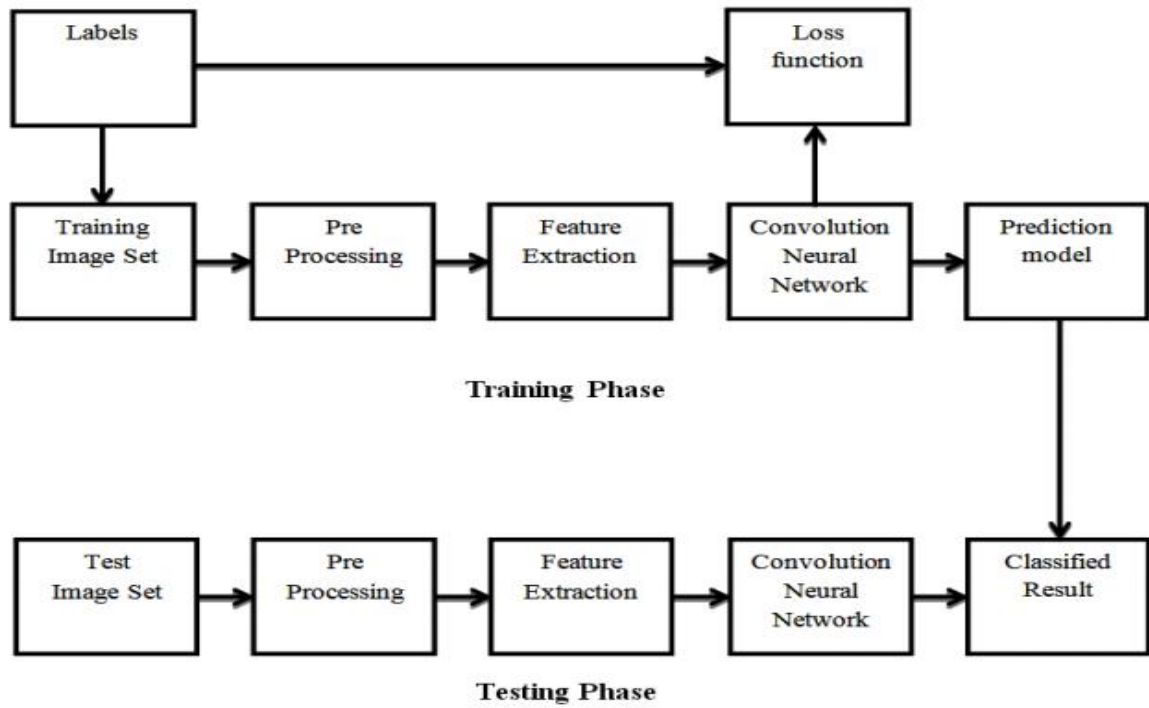 Labels
Loss
function
Training
Image Set
Pre
Processing
Feature
Extraction
Convolution
Neural
Network
Prediction
model
Training Phase
Test
Image Set
Pre
Processing
Feature
Extraction
Convolution
Neural
Network
Classified
Result
Testing Phase